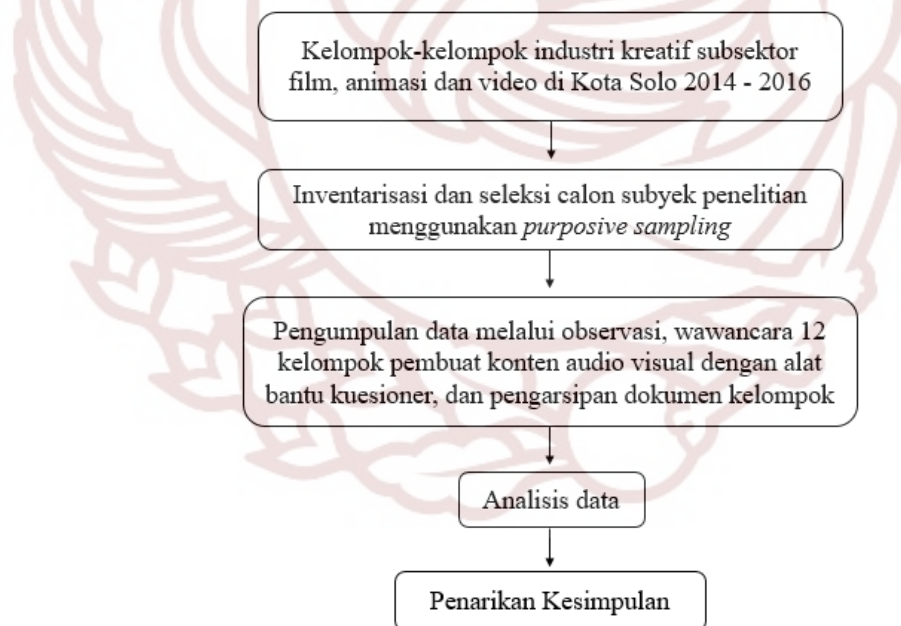 Kelompok-kelompok industri kreatif subsektor
film, animasi dan video di Kota Solo 2014 - 2016
Inventarisasi dan seleksi calon subyek penelitian
menggunakan purposive sampling
Pengumpulan data melalui observasi, wawancara 12
kelompok pembuat konten audio visual dengan alat
bantu kuesioner, dan pengarsipan dokumen kelompok
Analisis data
Penarikan Kesimpulan